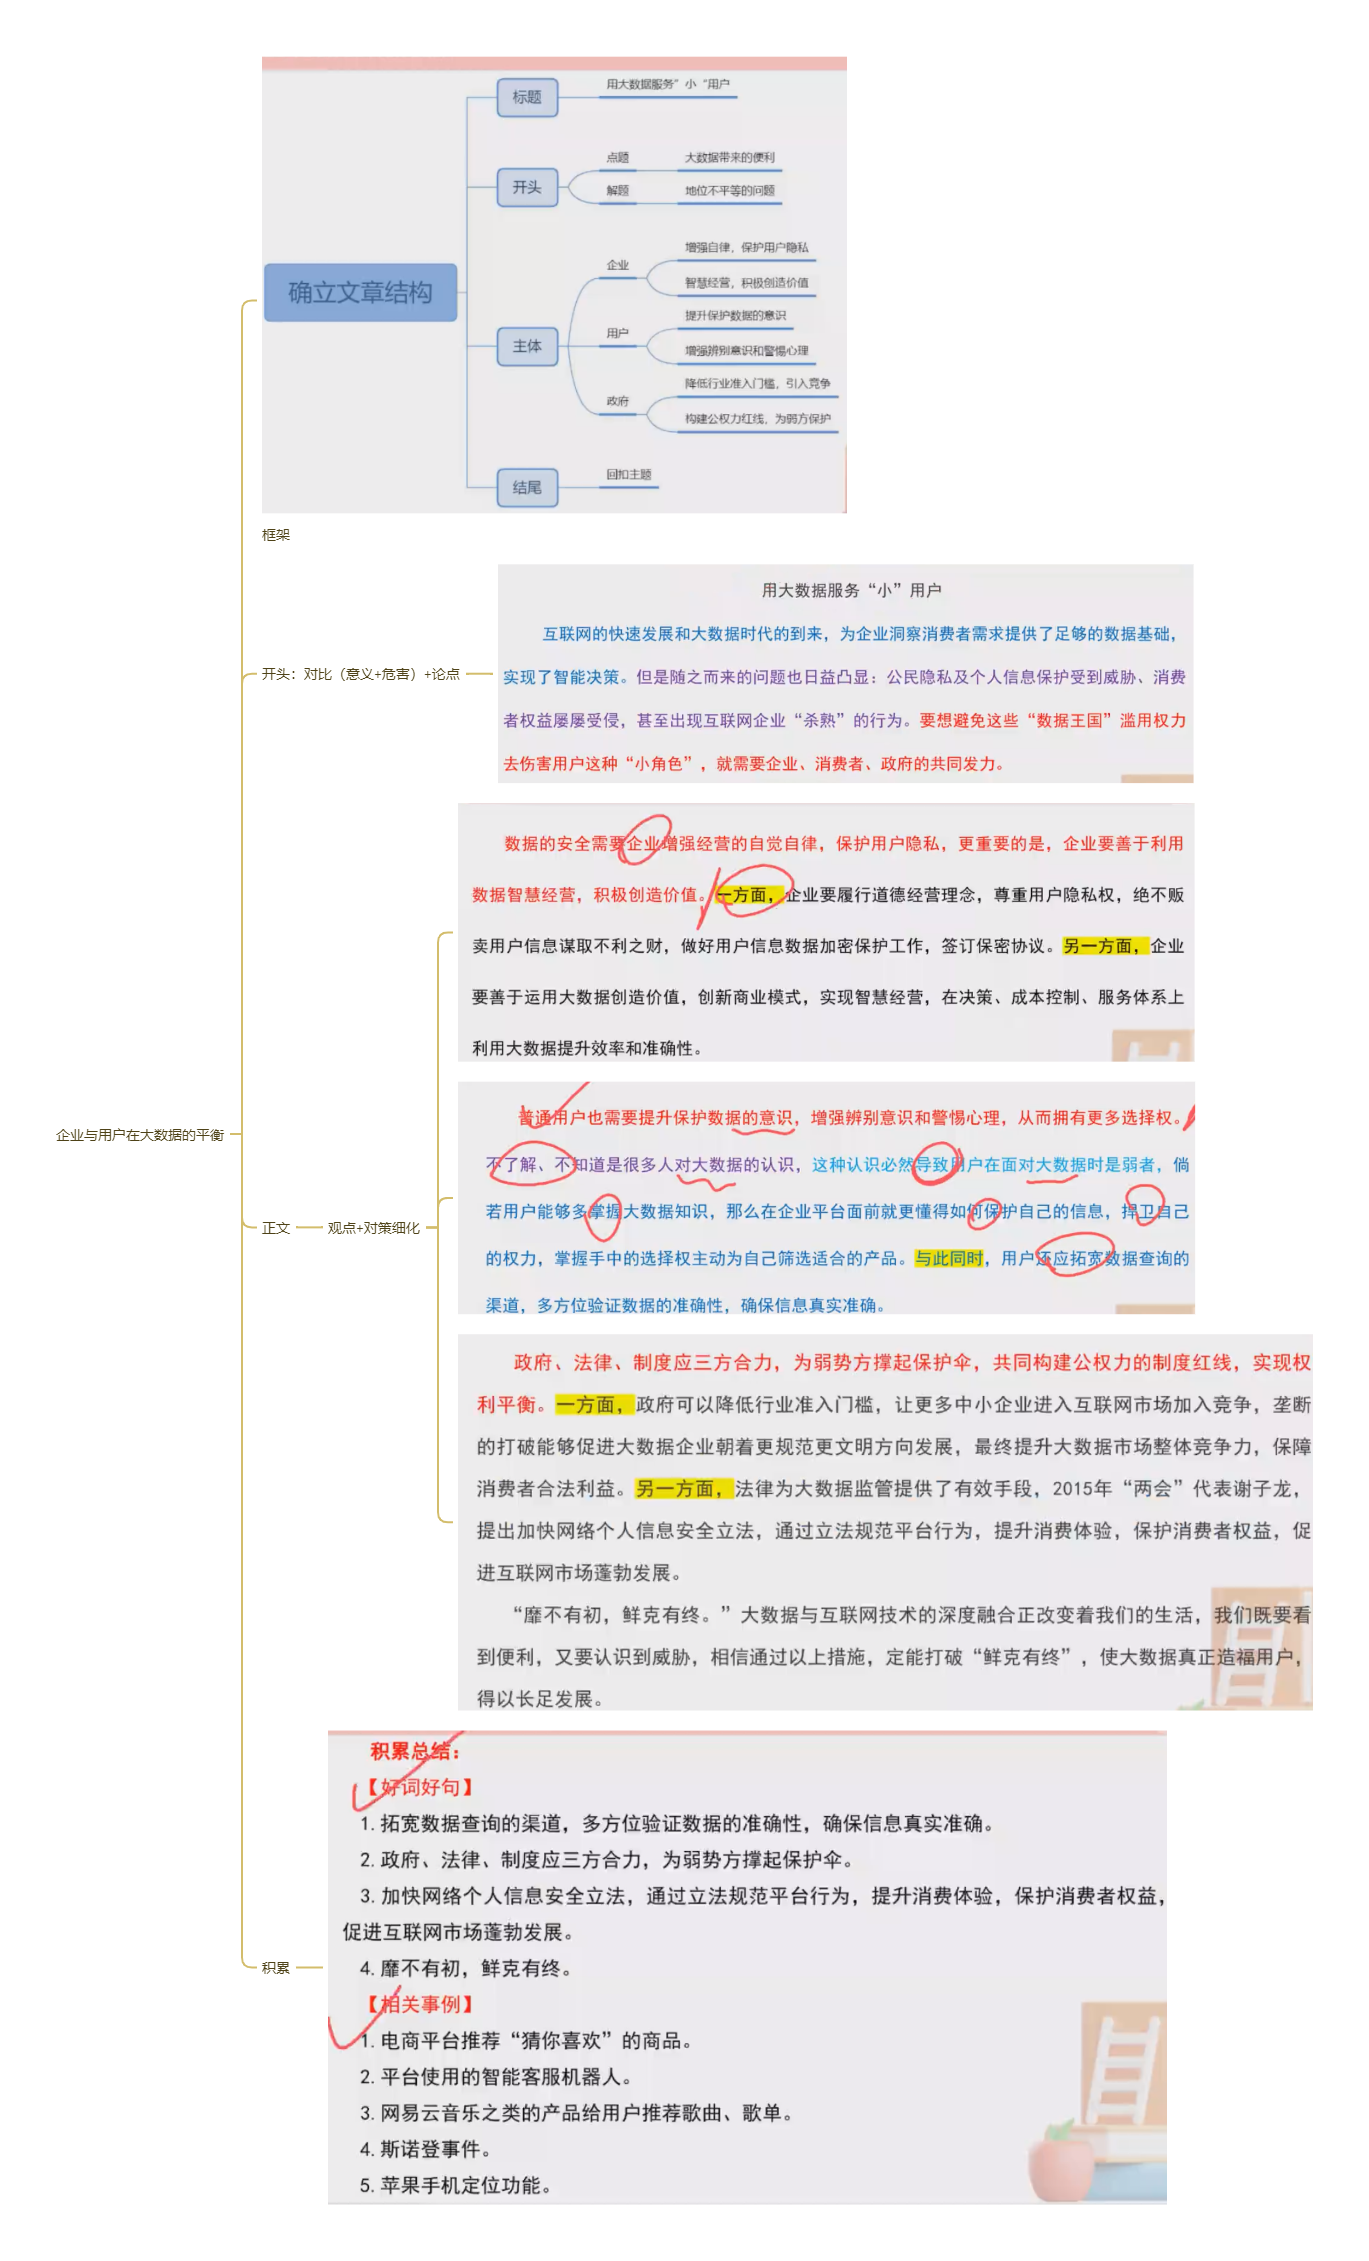 确立文章结构
标题
用大数据服务“小“用户
开头
点题
大数据带来的便利
解题
地位不平等的问题
主体
企业
增强自律，保护用户隐私
智慧经营，积极创造价值
用户
提升保护数据的意识
增强辨别意识和警惕心理
政府
降低行业准入门槛，引入竞争
构建公权力红线，为弱方保护
结尾
回扣主题
框架
开头：对比（意义+危害）+论点
用大数据服务“小”用户
互联网的快速发展和大数据时代的到来，为企业洞察消费者需求提供了足够的数据基础，
实现了智能决策。但是随之而来的问题也日益凸显：公民隐私及个人信息保护受到威胁、消费
者权益屡屡受侵，甚至出现互联网企业“杀熟”的行为。要想避免这些“数据王国”滥用权力
去伤害用户这种“小角色”，就需要企业、消费者、政府的共同发力。
企业与用户在大数据的平衡
正文
观点+对策细化
数据的安全需要企业增强经营的自觉自律，保护用户隐私，更重要的是，企业要善于利用
数据智慧经营，积极创造价值。一方面，企业要履行道德经营理念，尊重用户隐私权，绝不贩
卖用户信息谋取不利之财，做好用户信息数据加密保护工作，签订保密协议。另一方面，企业
要善于运用大数据创造价值，创新商业模式，实现智慧经营，在决策、成本控制、服务体系上
利用大数据提升效率和准确性。
普通用户也需要提升保护数据的意识，增强辨别意识和警惕心理，从而拥有更多选择权。
不了解、不知道是很多人对大数据的认识，这种认识必然导致用户在面对大数据时是弱者，倘
若用户能够多掌握大数据知识，那么在企业平台面前就更懂得如何保护自己的信息，捍卫自己
的权力，掌握手中的选择权主动为自己筛选适合的产品。与此同时，用户还应拓宽数据查询的
渠道，多方位验证数据的准确性，确保信息真实准确。
政府、法律、制度应三方合力，为弱势方撑起保护伞，共同构建公权力的制度红线，实现权
利平衡。一方面，政府可以降低行业准入门槛，让更多中小企业进入互联网市场加入竞争，垄断
的打破能够促进大数据企业朝着更规范更文明方向发展，最终提升大数据市场整体竞争力，保障
消费者合法利益。另一方面，法律为大数据监管提供了有效手段，2015年“两会”代表谢子龙，
提出加快网络个人信息安全立法，通过立法规范平台行为，提升消费体验，保护消费者权益，促
进互联网市场蓬勃发展。
“靡不有初，鲜克有终。”大数据与互联网技术的深度融合正改变着我们的生活，我们既要看
到便利，又要认识到威胁，相信通过以上措施，定能打破“鲜克有终”，使大数据真正造福用户，
得以长足发展。
积累
积累总结：
【好词好句】
1.拓宽数据查询的渠道，多方位验证数据的准确性，确保信息真实准确。
2.政府、法律、制度应三方合力，为弱势方撑起保护伞。
3.加快网络个人信息安全立法，通过立法规范平台行为，提升消费体验，保护消费者权益，
促进互联网市场蓬勃发展。
4.靡不有初，鲜克有终。
【相关事例】
1.电商平台推荐“猜你喜欢”的商品。
2.平台使用的智能客服机器人。
3.网易云音乐之类的产品给用户推荐歌曲、歌单。
4.斯诺登事件。
5.苹果手机定位功能。